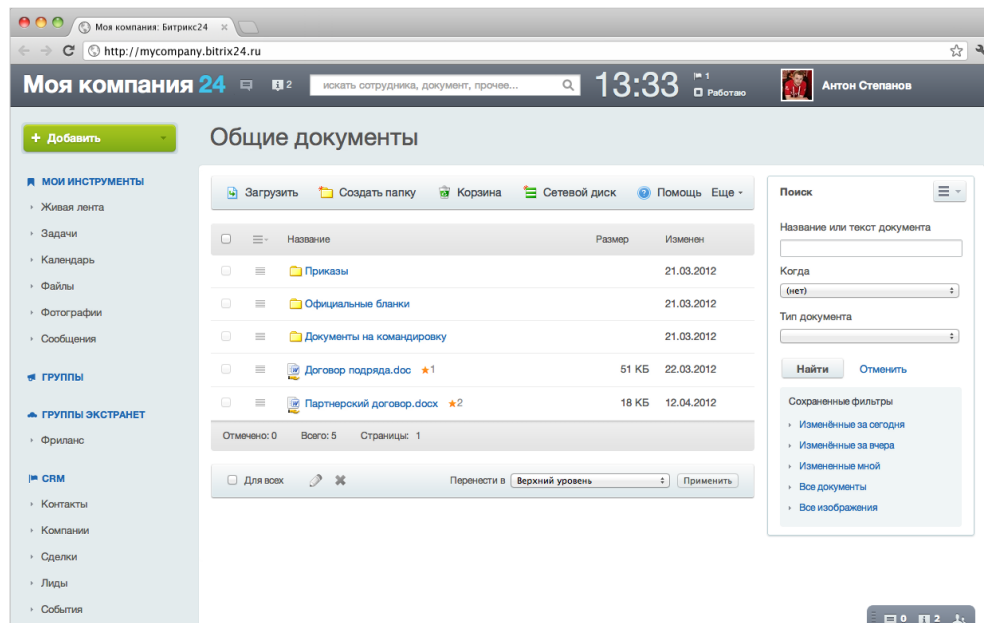 Моя компания: Битрикс24
http://mycompany.bitrix24.ru
Моя компания 24
2
искать сотрудника, документ, прочее...
13:33
1
Работаю
Антон Степанов
+ Добавить
Общие документы
МОИ ИНСТРУМЕНТЫ
Живая лента
Задачи
Календарь
Файлы
Фотографии
Сообщения
ГРУППЫ
ГРУППЫ ЭКСТРАНЕТ
Фриланс
CRM
Контакты
Компании
Сделки
Лиды
События
Загрузить Создать папку Корзина Сетевой диск Помощь Еще
Название Размер Изменен
Приказы 21.03.2012
Официальные бланки 21.03.2012
Документы на командировку 21.03.2012
Договор подряда.doc ★1 51 КБ 22.03.2012
Партнерский договор.docx ★2 18 КБ 12.04.2012
Отмечено: 0 Всего: 5 Страницы: 1
Для всех Перенести в Верхний уровень Применить
Поиск
Название или текст документа
Когда
(нет)
Тип документа
Найти Отменить
Сохраненные фильтры
Изменённые за сегодня
Изменённые за вчера
Измененные мной
Все документы
Все изображения
0 2